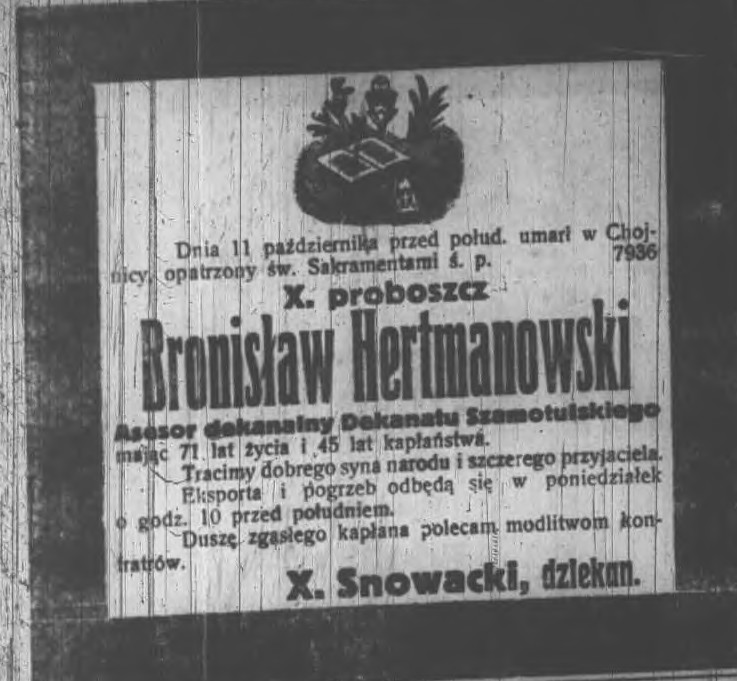 Dnia 11 października przed połud. umarł w Choj-
nicy, opatrzony św. Sakramentami ś. p. 7936
X. proboszcz
Bronisław Hertmanowski
Asesor dekanalny Dekanatu Szamotulskiego
mając 71 lat życia i 45 lat kapłaństwa.
Tracimy dobrego syna narodu i szczerego przyjaciela.
Eksporta i pogrzeb odbędą się w poniedziałek
o godz. 10 przed południem.
Duszę zgasłego kapłana polecam modlitwom kon-
fratrów.
X. Snowacki, dziekan.